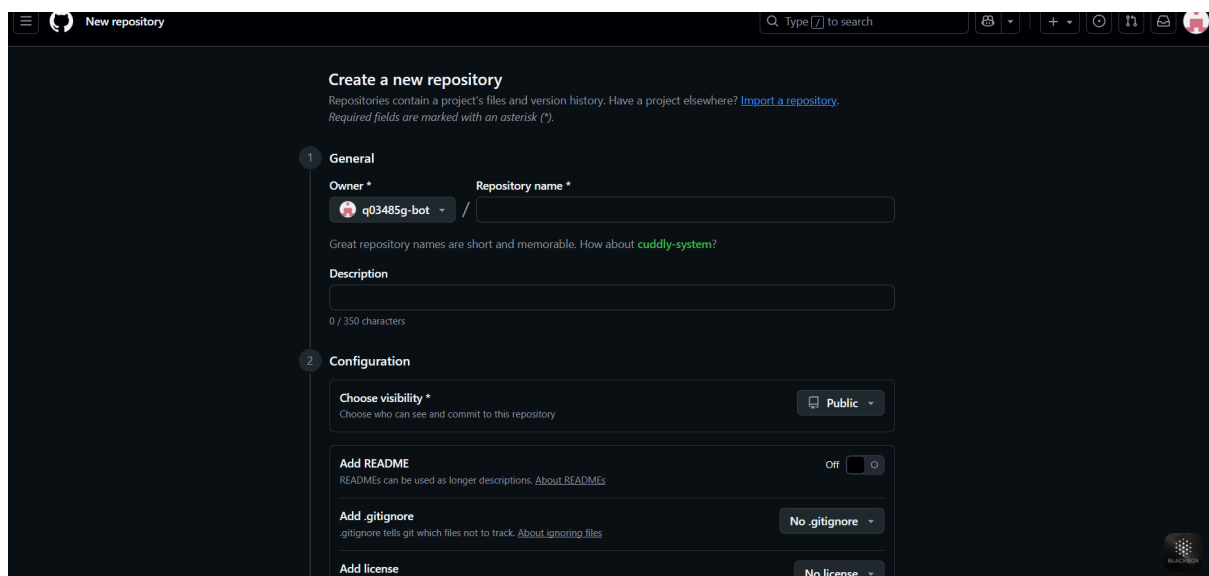 New repository
Type / to search
Create a new repository
Repositories contain a project's files and version history. Have a project elsewhere? Import a repository.
Required fields are marked with an asterisk (*).
1 General
Owner * Repository name *
q03485g-bot /
Great repository names are short and memorable. How about cuddly-system?
Description
0 / 350 characters
2 Configuration
Choose visibility * Public
Choose who can see and commit to this repository
Add README Off
READMEs can be used as longer descriptions. About READMEs
Add .gitignore No .gitignore
.gitignore tells git which files not to track. About ignoring files
Add license No license
BLACKBOX